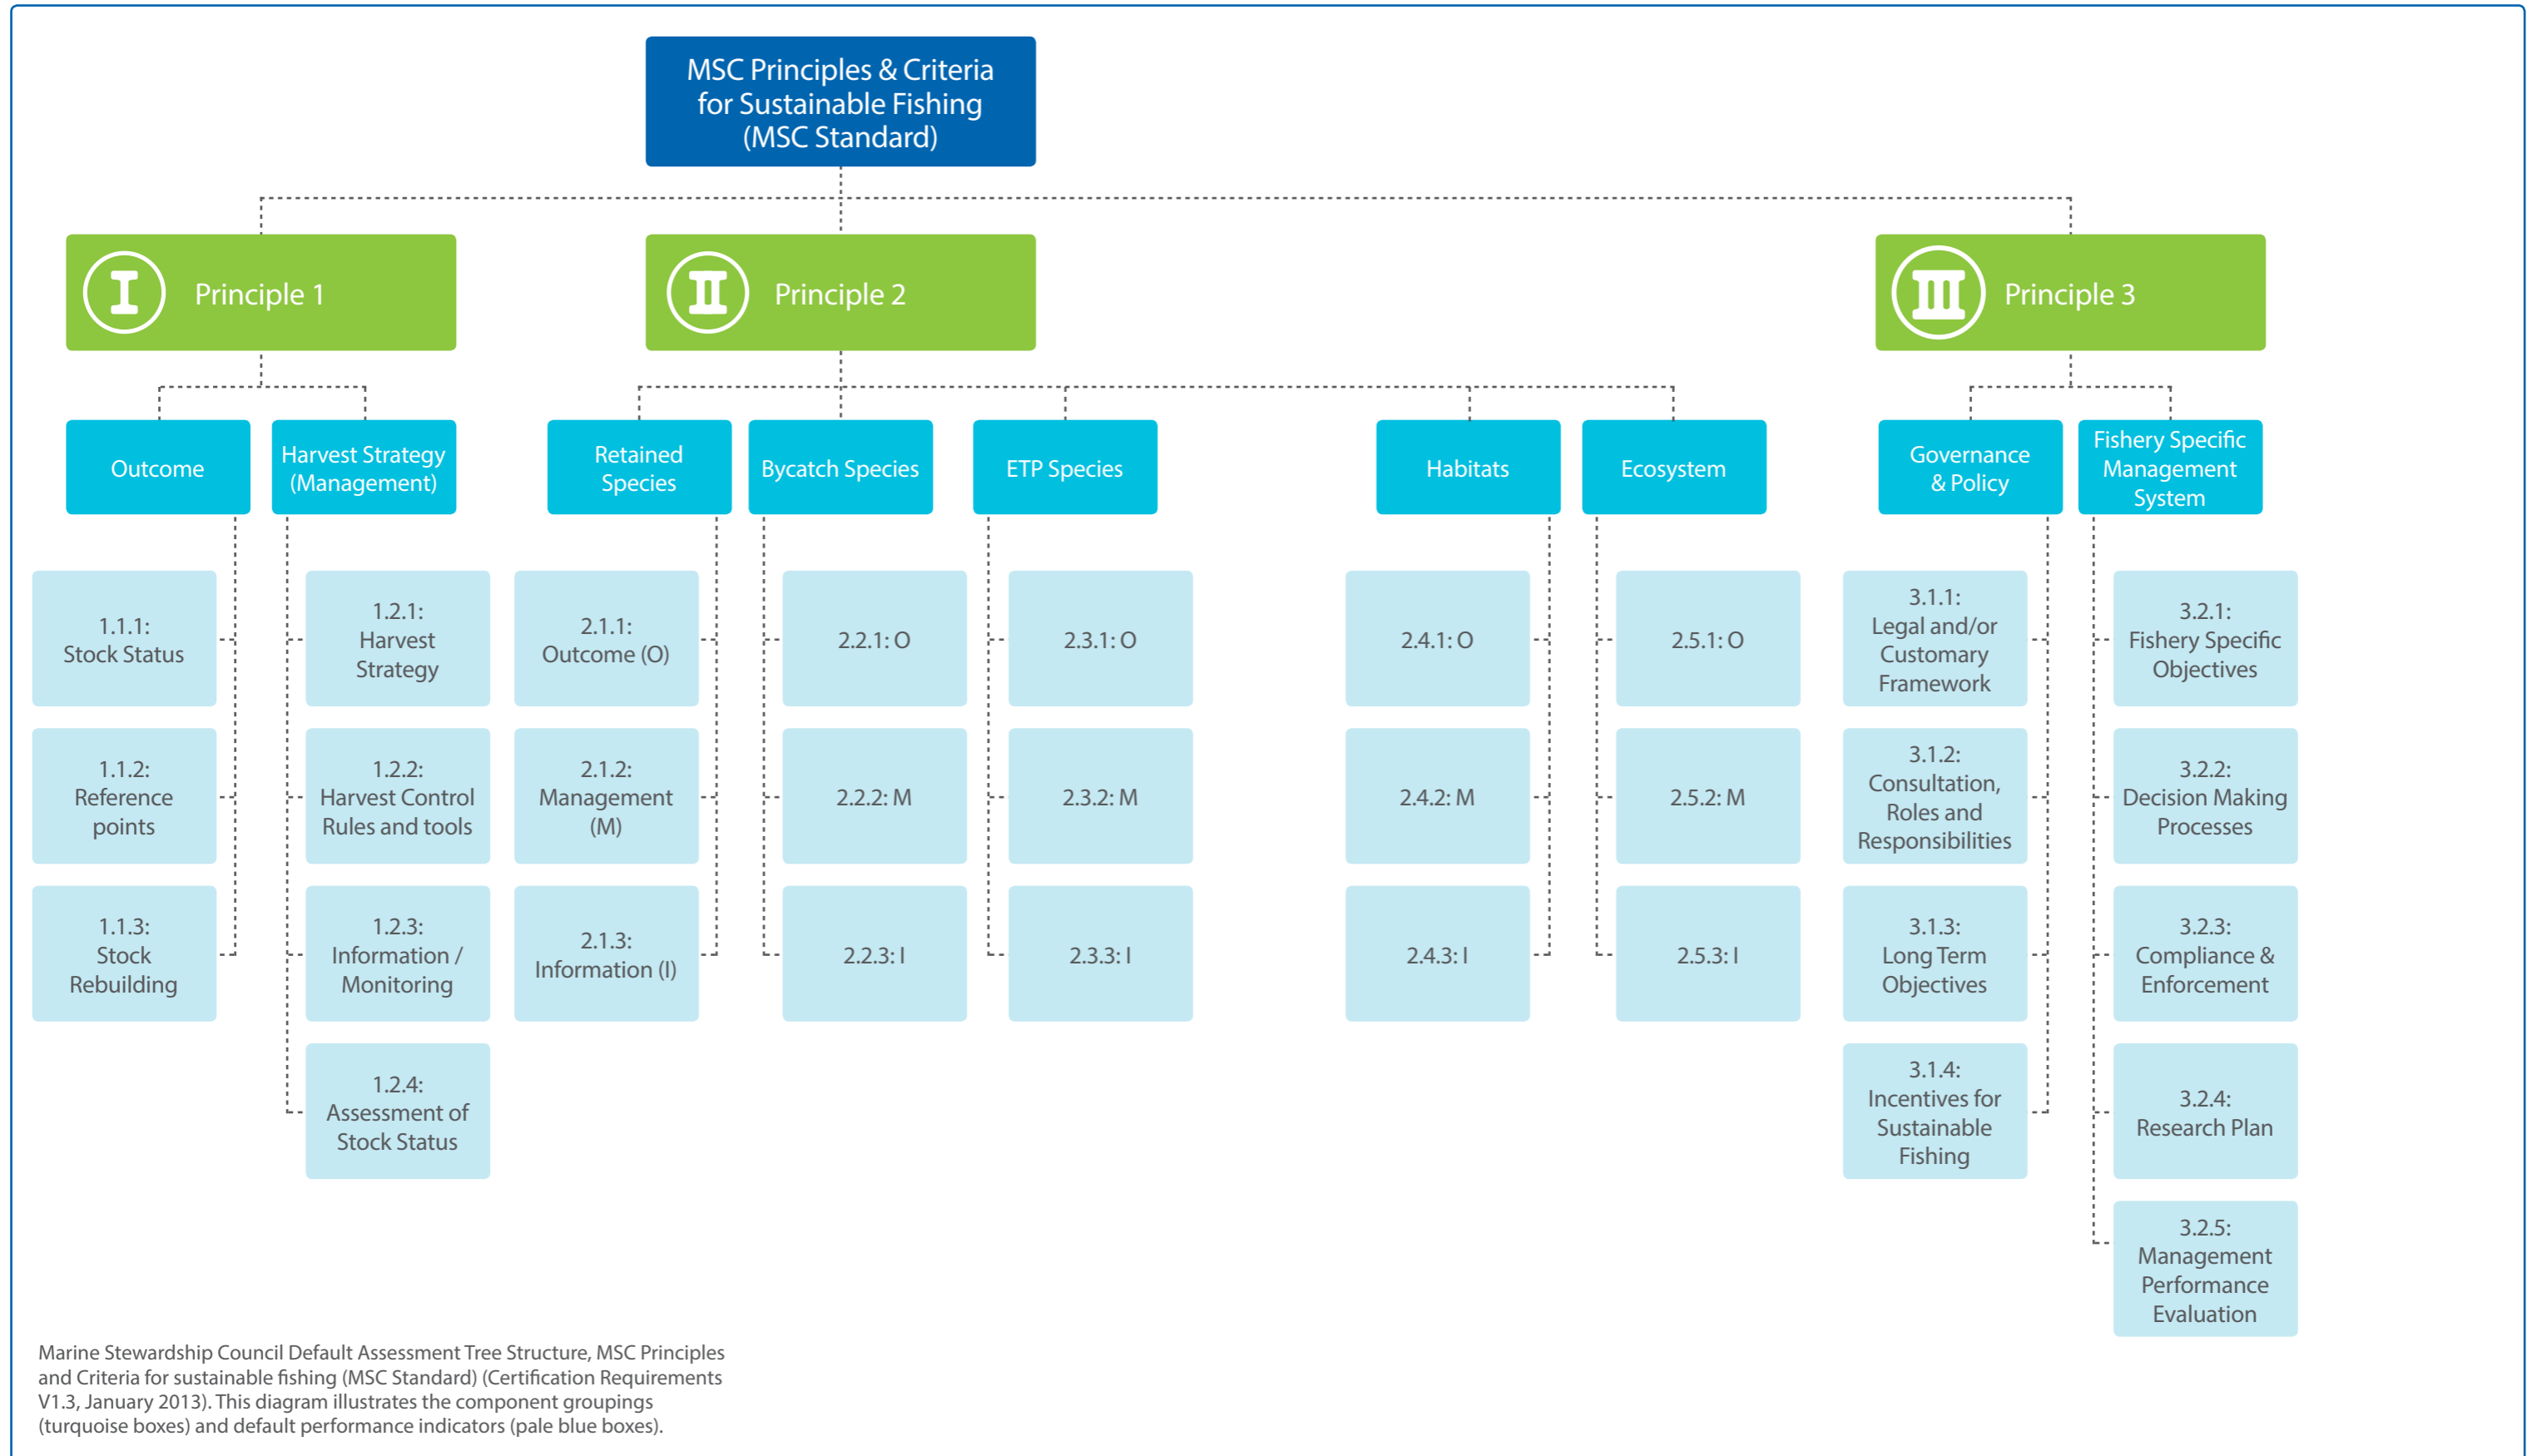 MSC Principles & Criteria
for Sustainable Fishing
(MSC Standard)
I
Principle 1
II
Principle 2
III
Principle 3
Outcome
Harvest Strategy
(Management)
Retained
Species
Bycatch Species
ETP Species
Habitats
Ecosystem
Governance
& Policy
Fishery Specific
Management
System
1.1.1:
Stock Status
1.2.1:
Harvest
Strategy
2.1.1:
Outcome (O)
2.2.1: O
2.3.1: O
2.4.1: O
2.5.1: O
3.1.1:
Legal and/or
Customary
Framework
3.2.1:
Fishery Specific
Objectives
1.1.2:
Reference
points
1.2.2:
Harvest Control
Rules and tools
2.1.2:
Management
(M)
2.2.2: M
2.3.2: M
2.4.2: M
2.5.2: M
3.1.2:
Consultation,
Roles and
Responsibilities
3.2.2:
Decision Making
Processes
1.1.3:
Stock
Rebuilding
1.2.3:
Information /
Monitoring
2.1.3:
Information (I)
2.2.3: I
2.3.3: I
2.4.3: I
2.5.3: I
3.1.3:
Long Term
Objectives
3.2.3:
Compliance &
Enforcement
1.2.4:
Assessment of
Stock Status
3.1.4:
Incentives for
Sustainable
Fishing
3.2.4:
Research Plan
3.2.5:
Management
Performance
Evaluation
Marine Stewardship Council Default Assessment Tree Structure, MSC Principles
and Criteria for sustainable fishing (MSC Standard) (Certification Requirements
V1.3, January 2013). This diagram illustrates the component groupings
(turquoise boxes) and default performance indicators (pale blue boxes).